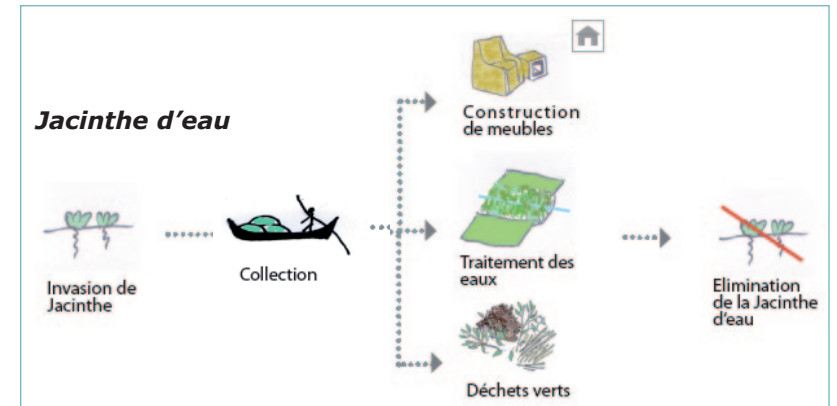 Jacinthe d'eau
Invasion de
Jacinthe
Collection
Construction
de meubles
Traitement des
eaux
Déchets verts
Elimination
de la Jacinthe
d'eau